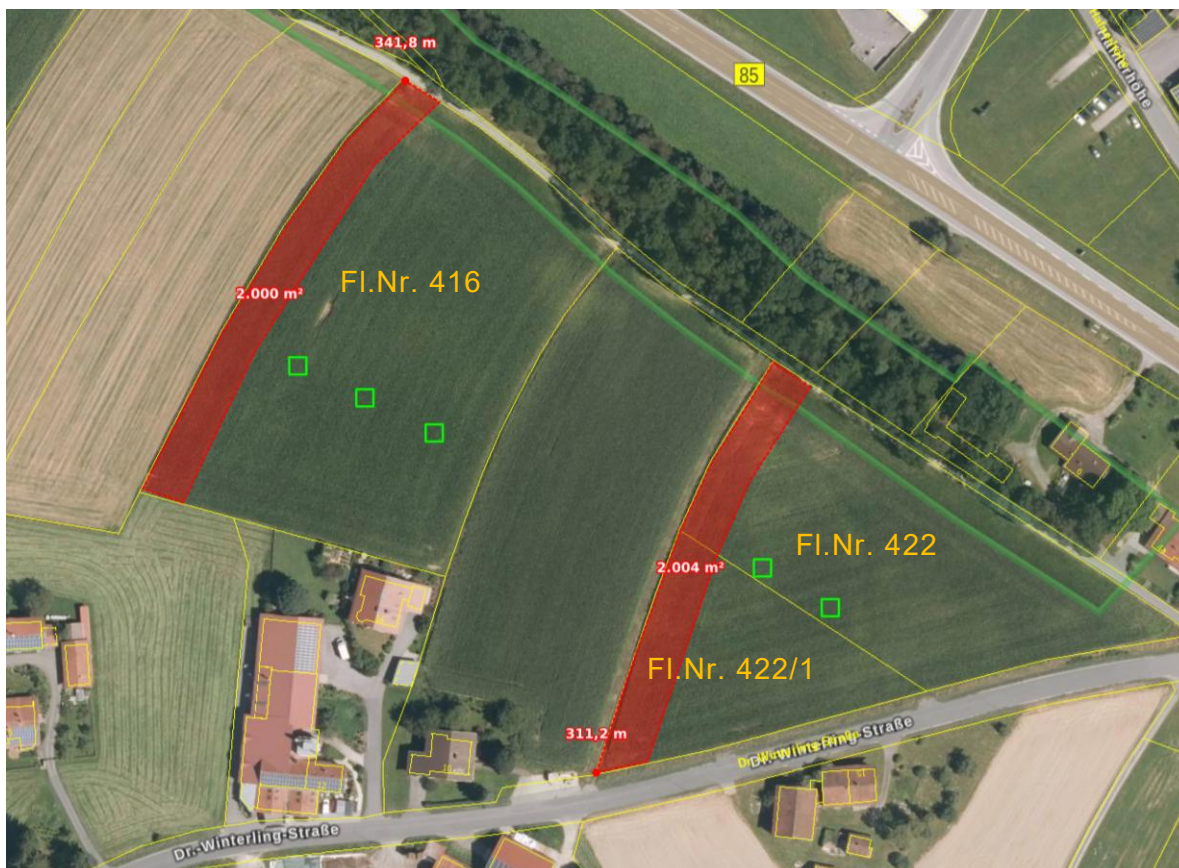 341,8 m
85
Fl.Nr. 416
2.000 m²
Fl.Nr. 422
2.004 m²
Fl.Nr. 422/1
311,2 m
Dr.-Winterling-Straße
Dr.-Winterling-Straße